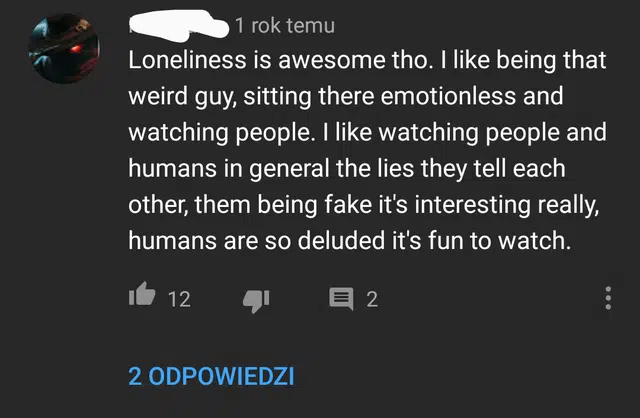 1 rok temu
Loneliness is awesome tho. I like being that
weird guy, sitting there emotionless and
watching people. I like watching people and
humans in general the lies they tell each
other, them being fake it's interesting really,
humans are so deluded it's fun to watch.
12 2
2 ODPOWIEDZI